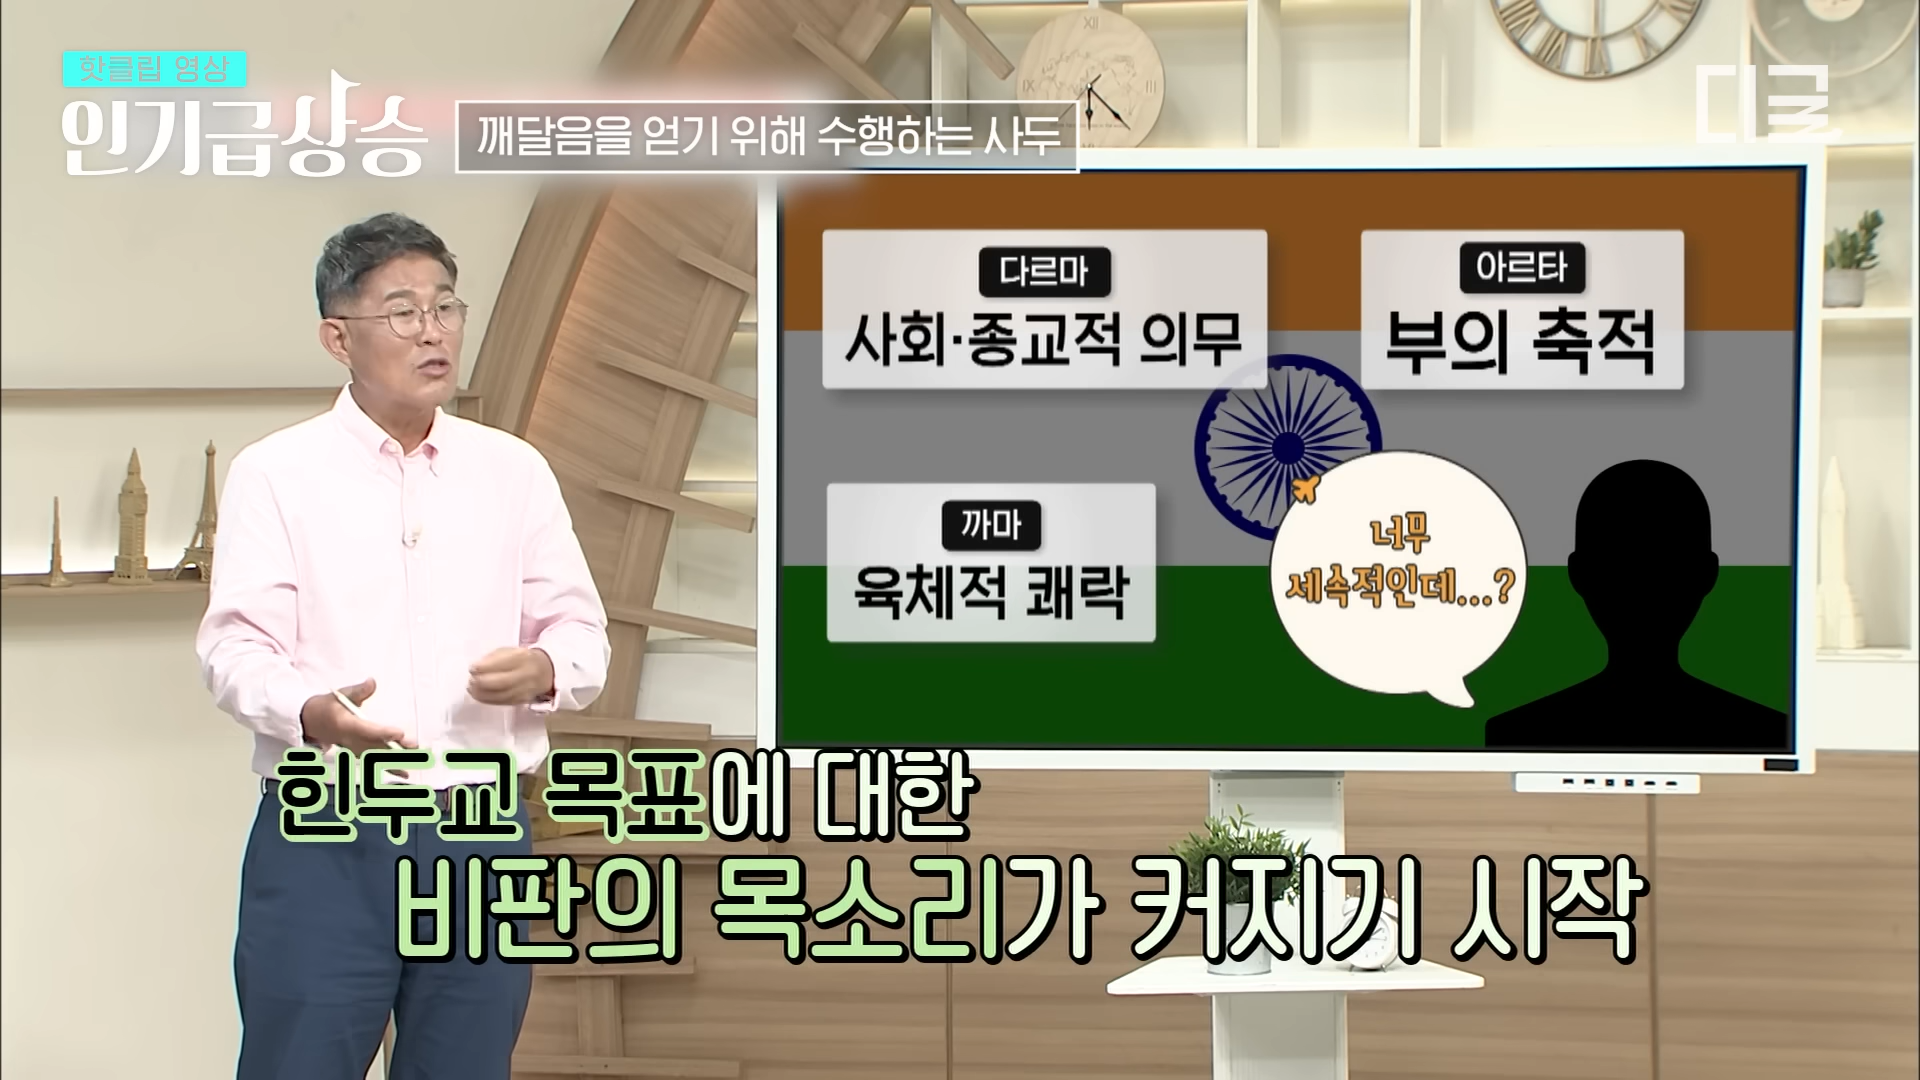 핫클립 영상
인기급상승
깨달음을 얻기 위해 수행하는 사두
디글
XII
III
IX
다르마
사회·종교적 의무
아르타
부의 축적
까마
육체적 쾌락
너무
세속적인데...?
힌두교 목표에 대한
비판의 목소리가 커지기 시작